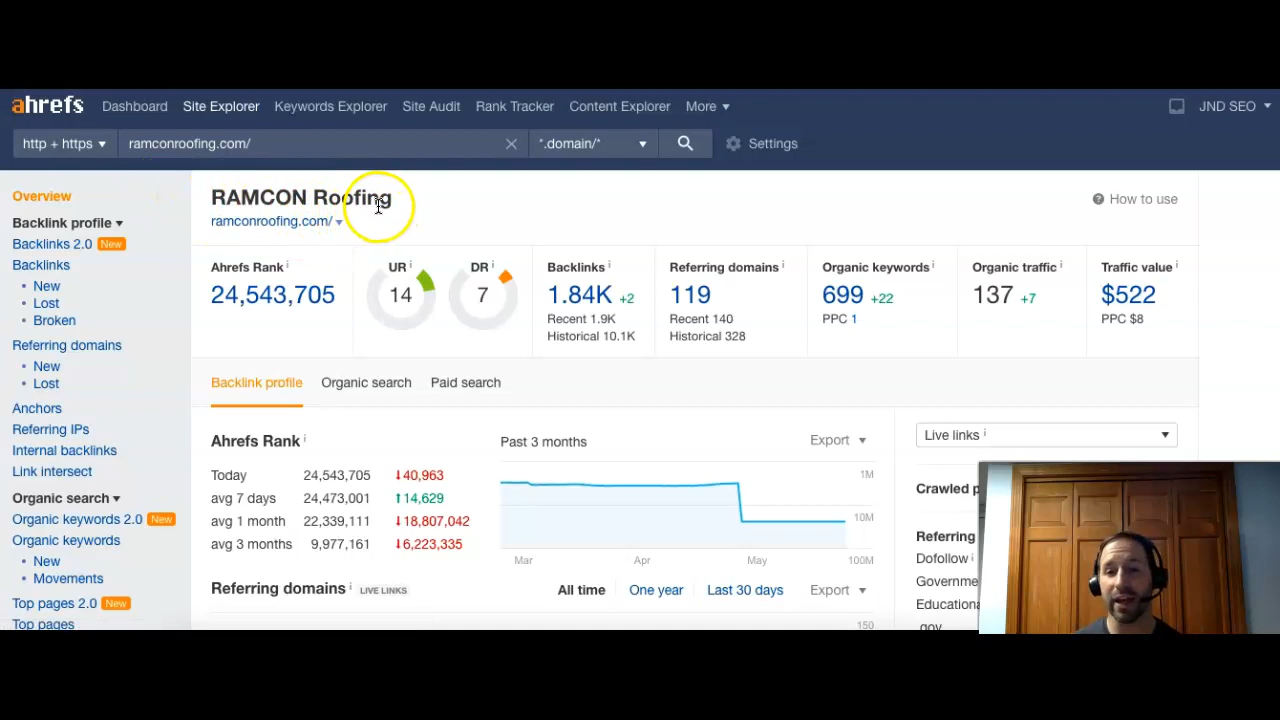 ahrefs Dashboard Site Explorer Keywords Explorer Site Audit Rank Tracker Content Explorer More JND SEO
http + https ramconroofing.com/ *.domain/* Settings
Overview
Backlink profile
Backlinks 2.0 New
Backlinks
New
Lost
Broken
Referring domains
New
Lost
Anchors
Referring IPs
Internal backlinks
Link intersect
Organic search
Organic keywords 2.0 New
Organic keywords
New
Movements
Top pages 2.0 New
Top pages
RAMCON Roofing
How to use
ramconroofing.com/
Ahrefs Rank
24,543,705
UR
14
DR
7
Backlinks
1.84K +2
Recent 1.9K
Historical 10.1K
Referring domains
119
Recent 140
Historical 328
Organic keywords
699 +22
PPC 1
Organic traffic
137 +7
Traffic value
$522
PPC $8
Backlink profile Organic search Paid search
Ahrefs Rank
Today 24,543,705 ↓40,963
avg 7 days 24,473,001 ↑14,629
avg 1 month 22,339,111 ↓18,807,042
avg 3 months 9,977,161 ↓6,223,335
Past 3 months Export
1M
10M
100M
Mar Apr May
Referring domains LIVE LINKS All time One year Last 30 days Export
150
Live links
Crawled p
Referring
Dofollow
Governme
Educationa
.gov